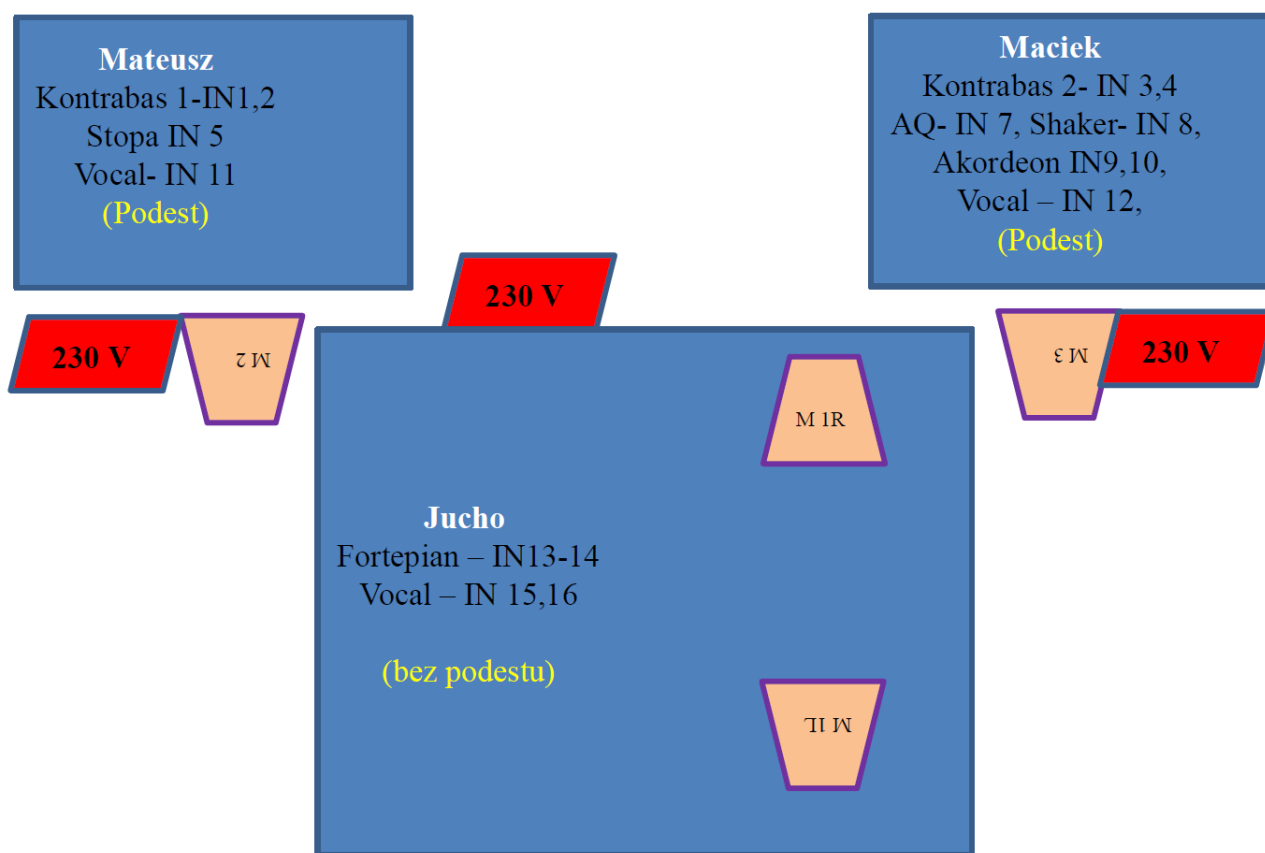 Mateusz
Kontrabas 1-IN1,2
Stopa IN 5
Vocal- IN 11
(Podest)
Maciek
Kontrabas 2- IN 3,4
AQ- IN 7, Shaker- IN 8,
Akordeon IN9,10,
Vocal – IN 12,
(Podest)
230 V
230 V
M 2
M 3
230 V
M 1R
Jucho
Fortepian – IN13-14
Vocal – IN 15,16
(bez podestu)
M 1L